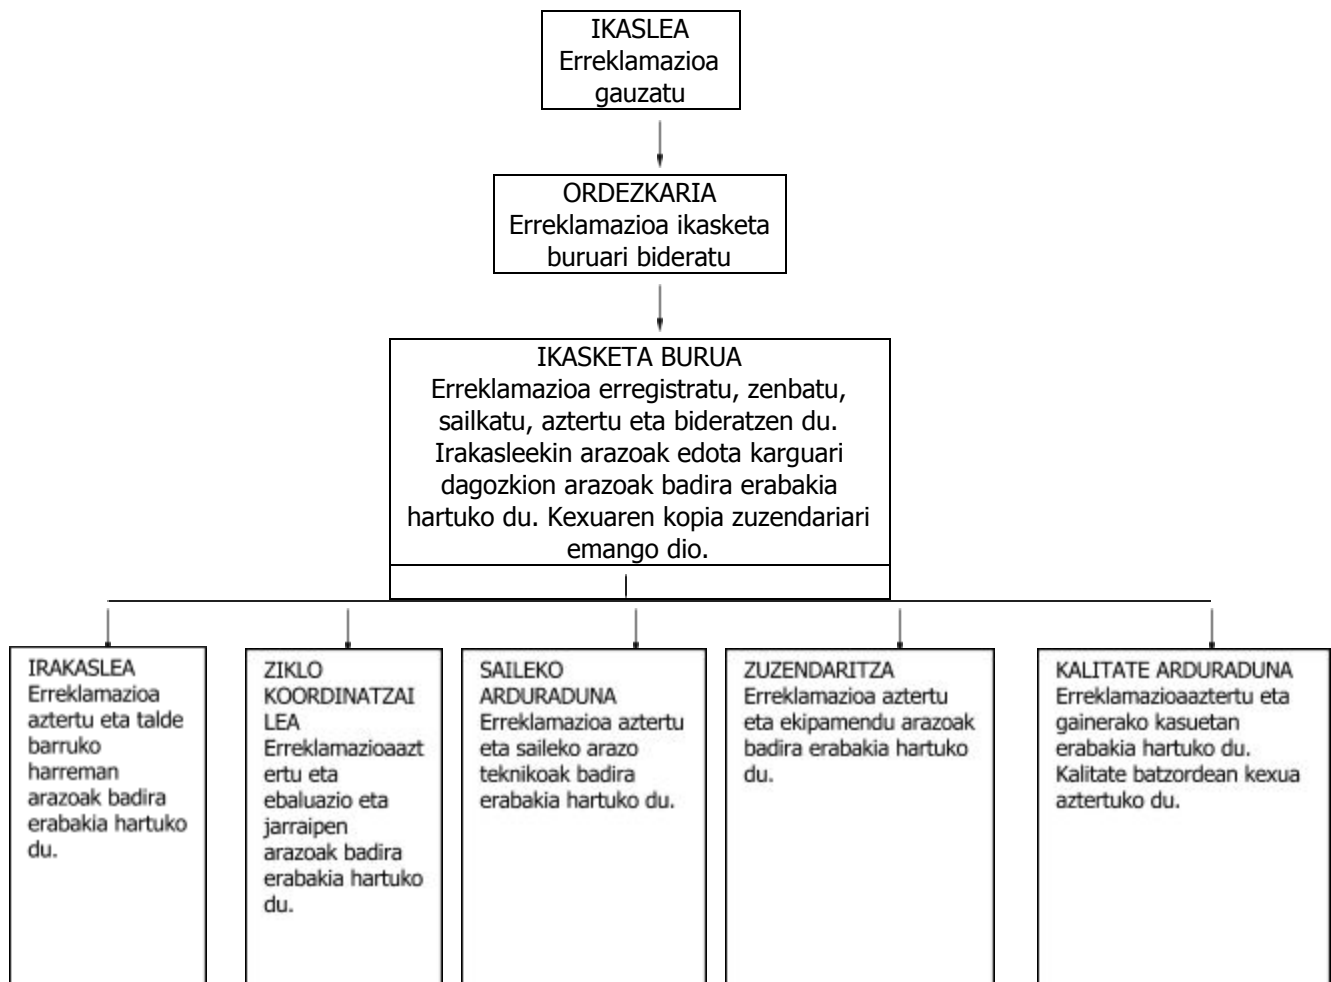 IKASLEA
Erreklamazioa
gauzatu
ORDEZKARIA
Erreklamazioa ikasketa
buruari bideratu
IKASKETA BURUA
Erreklamazioa erregistratu, zenbatu,
sailkatu, aztertu eta bideratzen du.
Irakasleekin arazoak edota karguari
dagozkion arazoak badira erabakia
hartuko du. Kexuaren kopia zuzendariari
emango dio.
IRAKASLEA
Erreklamazioa
aztertu eta talde
barruko
harreman
arazoak badira
erabakia hartuko
du.
ZIKLO
KOORDINATZAI
LEA
Erreklamazioaazt
ertu eta
ebaluazio eta
jarraipen
arazoak badira
erabakia hartuko
du.
SAILEKO
ARDURADUNA
Erreklamazioa aztertu
eta saileko arazo
teknikoak badira
erabakia hartuko du.
ZUZENDARITZA
Erreklamazioa aztertu
eta ekipamendu arazoak
badira erabakia hartuko
du.
KALITATE ARDURADUNA
Erreklamazioaaztertu eta
gainerako kasuetan
erabakia hartuko du.
Kalitate batzordean kexua
aztertuko du.